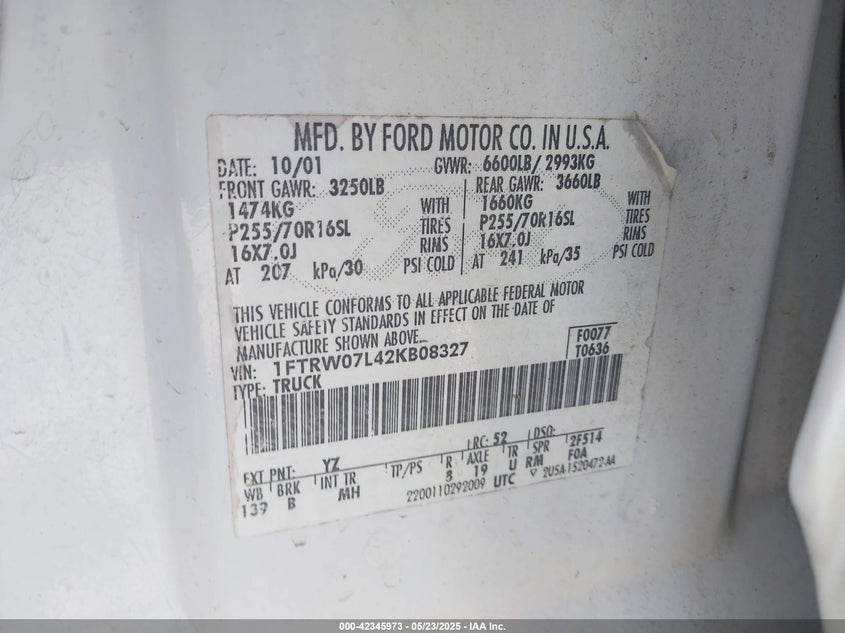 MFD. BY FORD MOTOR CO. IN U.S.A.
DATE: 10/01 GVWR: 6600LB/ 2993KG
FRONT GAWR: 3250LB REAR GAWR: 3660LB
1474KG WITH 1660KG WITH
P255/70R16SL TIRES P255/70R16SL TIRES
16X7.0J RIMS 16X7.0J RIMS
AT 207 kPa/30 PSI COLD AT 241 kPa/35 PSI COLD
THIS VEHICLE CONFORMS TO ALL APPLICABLE FEDERAL MOTOR
VEHICLE SAFETY STANDARDS IN EFFECT ON THE DATE OF
MANUFACTURE SHOWN ABOVE.
VIN: 1FTRW07L42KB08327 F0077
TYPE: TRUCK T0636
LRC: 52 DSO: 2F514
EXT PNT: YZ F0A
WB BRK INT TR TP/PS R AXLE TR SPR
139 B MH S 19 U RM
2200110292009 UTC ▽ 2USA-1520472-AA
000-42345973 - 05/23/2025 - IAA Inc.